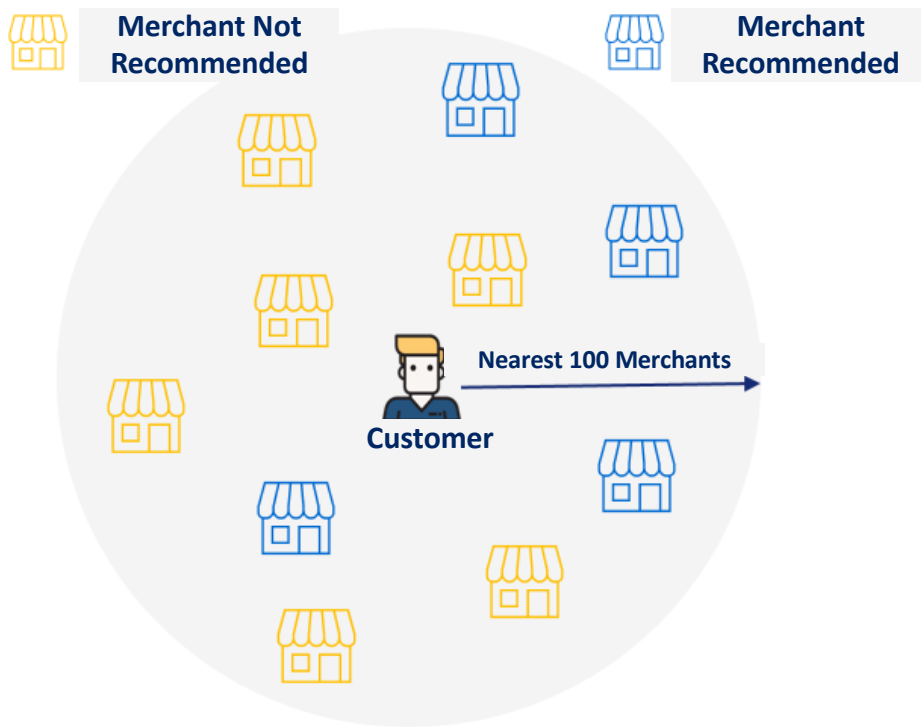 Merchant Not
Recommended
Merchant
Recommended
Nearest 100 Merchants
Customer